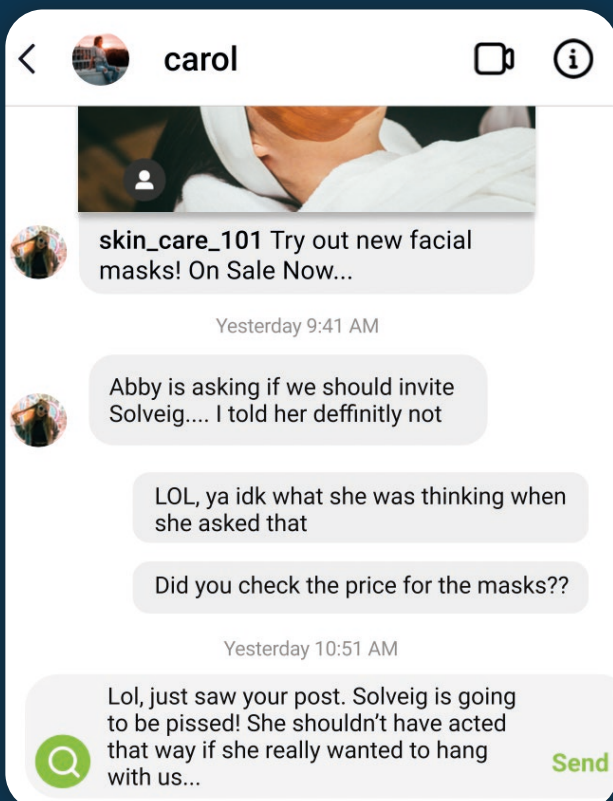 carol
skin_care_101 Try out new facial
masks! On Sale Now...
Yesterday 9:41 AM
Abby is asking if we should invite
Solveig.... I told her deffinitly not
LOL, ya idk what she was thinking when
she asked that
Did you check the price for the masks??
Yesterday 10:51 AM
Lol, just saw your post. Solveig is going
to be pissed! She shouldn’t have acted
that way if she really wanted to hang
with us...
Send